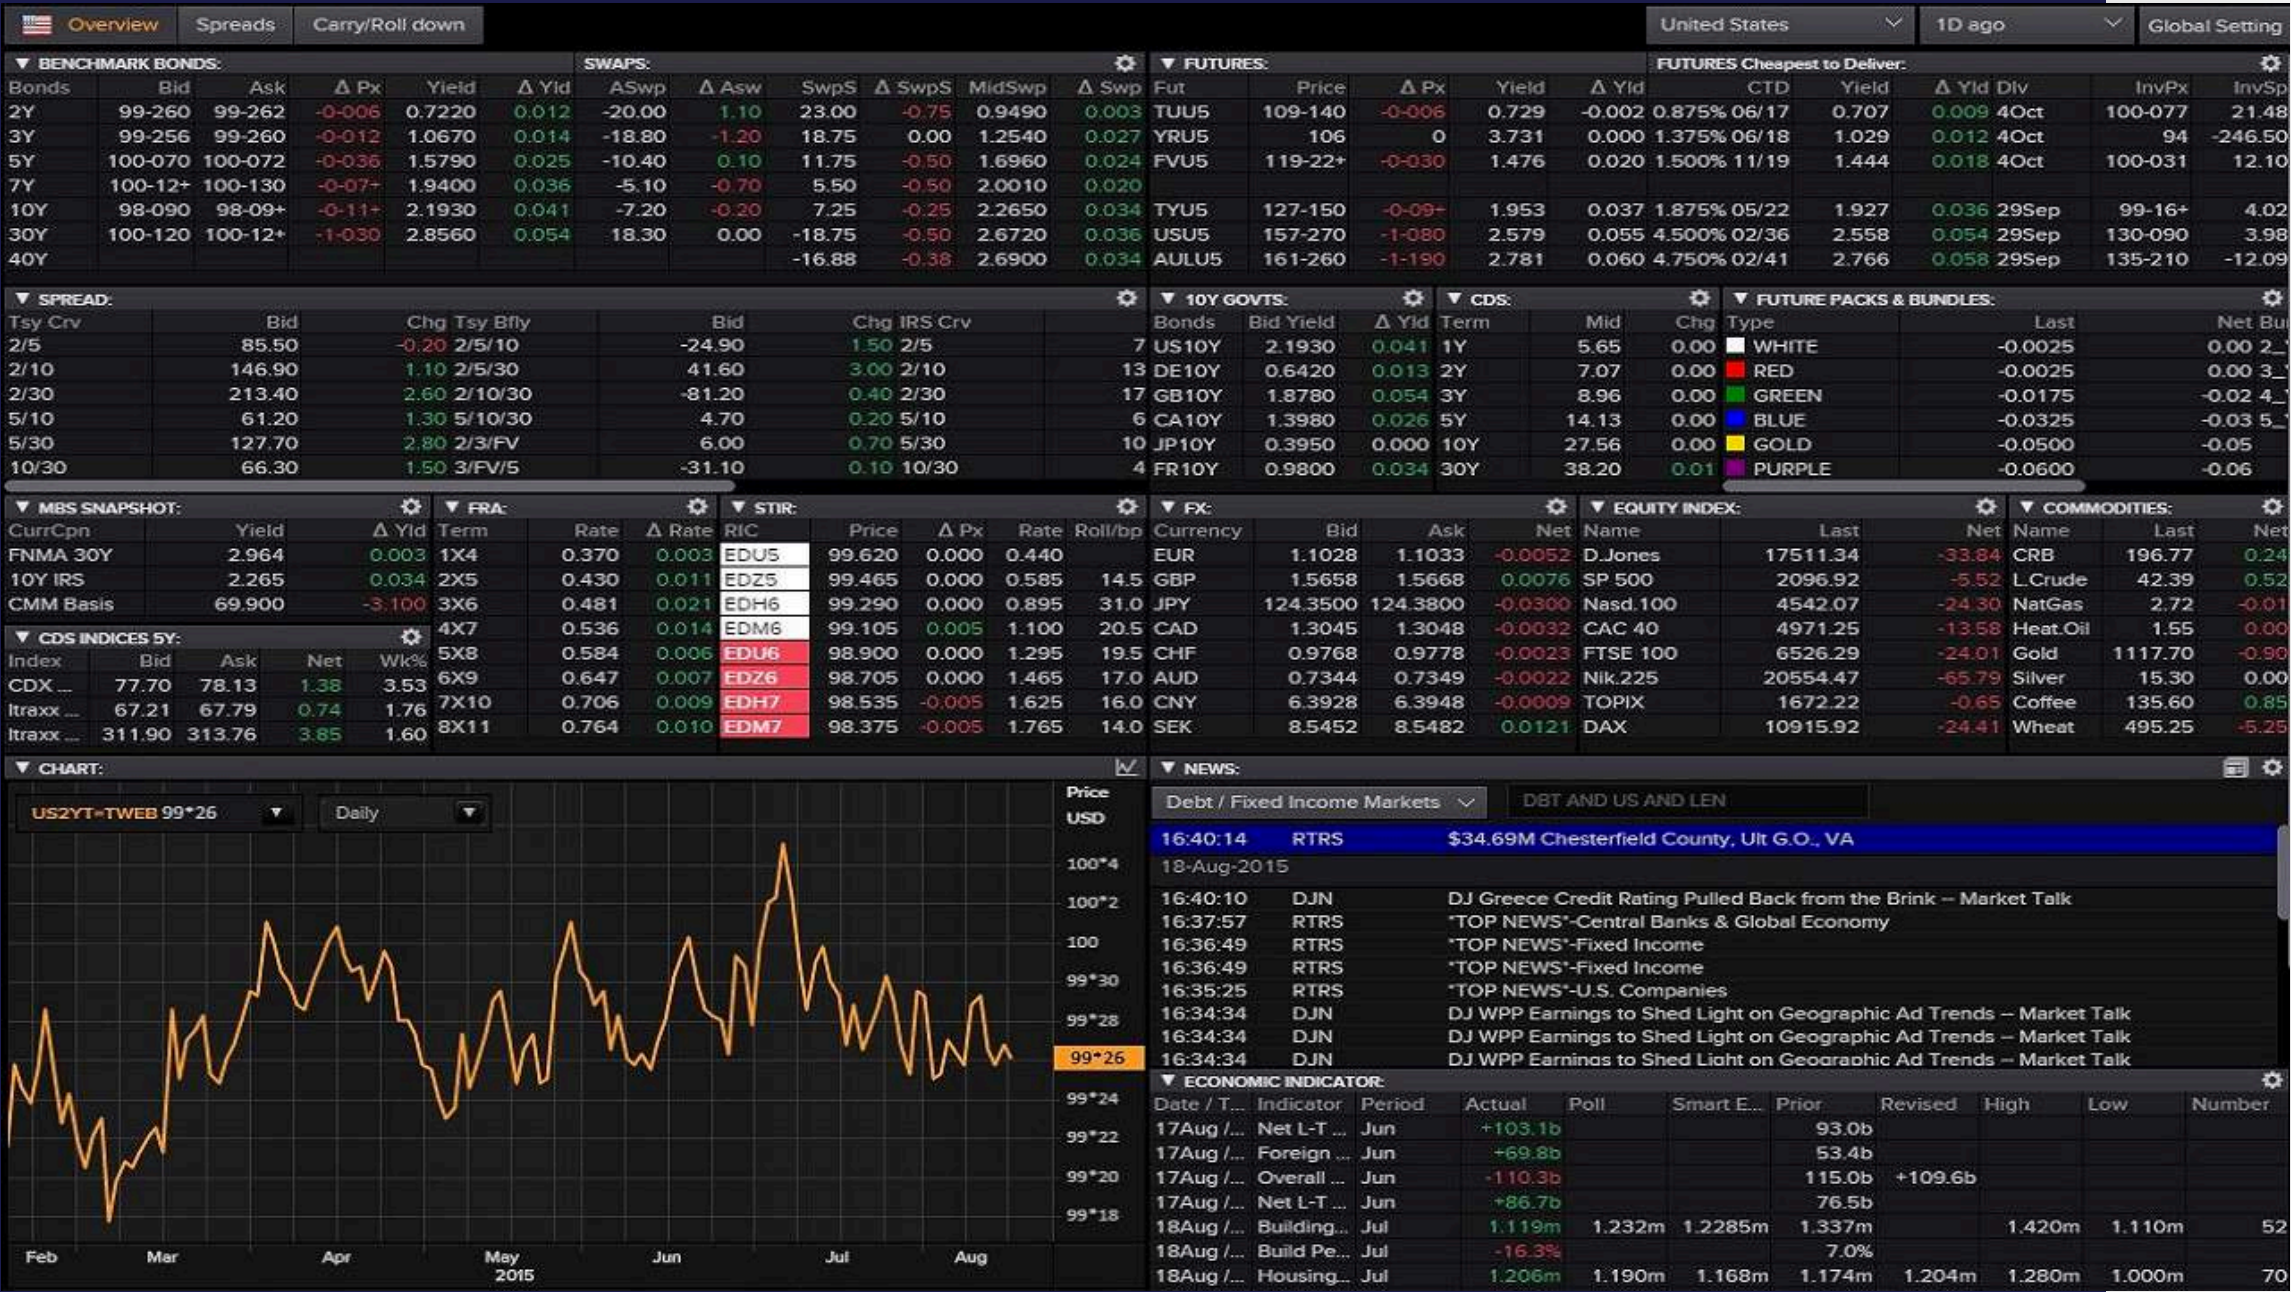 Overview Spreads Carry/Roll down United States 1D ago Global Setting
▼ BENCHMARK BONDS: SWAPS:
Bonds Bid Ask Δ Px Yield Δ Yld ASwp Δ Asw SwpS Δ SwpS MidSwp Δ Swp
2Y 99-260 99-262 -0-006 0.7220 0.012 -20.00 1.10 23.00 -0.75 0.9490 0.003
3Y 99-256 99-260 -0-012 1.0670 0.014 -18.80 -1.20 18.75 0.00 1.2540 0.027
5Y 100-070 100-072 -0-036 1.5790 0.025 -10.40 0.10 11.75 -0.50 1.6960 0.024
7Y 100-12+ 100-130 -0-07+ 1.9400 0.036 -5.10 -0.70 5.50 -0.50 2.0010 0.020
10Y 98-090 98-09+ -0-11+ 2.1930 0.041 -7.20 -0.20 7.25 -0.25 2.2650 0.034
30Y 100-120 100-12+ -1-030 2.8560 0.054 18.30 0.00 -18.75 -0.50 2.6720 0.036
40Y -16.88 -0.38 2.6900 0.034
▼ FUTURES: FUTURES Cheapest to Deliver:
Fut Price Δ Px Yield Δ Yld CTD Yield Δ Yld Dlv InvPx InvSp
TUU5 109-140 -0-006 0.729 -0.002 0.875% 06/17 0.707 0.009 4Oct 100-077 21.48
YRU5 106 0 3.731 0.000 1.375% 06/18 1.029 0.012 4Oct 94 -246.50
FVU5 119-22+ -0-030 1.476 0.020 1.500% 11/19 1.444 0.018 4Oct 100-031 12.10
TYU5 127-150 -0-09+ 1.953 0.037 1.875% 05/22 1.927 0.036 29Sep 99-16+ 4.02
USU5 157-270 -1-080 2.579 0.055 4.500% 02/36 2.558 0.054 29Sep 130-090 3.98
AULU5 161-260 -1-190 2.781 0.060 4.750% 02/41 2.766 0.058 29Sep 135-210 -12.09
▼ SPREAD:
Tsy Crv Bid Chg Tsy Bfly Bid Chg IRS Crv
2/5 85.50 -0.20 2/5/10 -24.90 1.50 2/5 7
2/10 146.90 1.10 2/5/30 41.60 3.00 2/10 13
2/30 213.40 2.60 2/10/30 -81.20 0.40 2/30 17
5/10 61.20 1.30 5/10/30 4.70 0.20 5/10 6
5/30 127.70 2.80 2/3/FV 6.00 0.70 5/30 10
10/30 66.30 1.50 3/FV/5 -31.10 0.10 10/30 4
▼ 10Y GOVTS:
Bonds Bid Yield Δ Yld
US10Y 2.1930 0.041
DE10Y 0.6420 0.013
GB10Y 1.8780 0.054
CA10Y 1.3980 0.026
JP10Y 0.3950 0.000
FR10Y 0.9800 0.034
▼ CDS:
Term Mid Chg
1Y 5.65 0.00
2Y 7.07 0.00
3Y 8.96 0.00
5Y 14.13 0.00
10Y 27.56 0.00
30Y 38.20 0.01
▼ FUTURE PACKS & BUNDLES:
Type Last Net Bu
WHITE -0.0025 0.00 2_
RED -0.0025 0.00 3_
GREEN -0.0175 -0.02 4_
BLUE -0.0325 -0.03 5_
GOLD -0.0500 -0.05
PURPLE -0.0600 -0.06
▼ MBS SNAPSHOT:
CurrCpn Yield Δ Yld
FNMA 30Y 2.964 0.003
10Y IRS 2.265 0.034
CMM Basis 69.900 -3.100
▼ CDS INDICES 5Y:
Index Bid Ask Net Wk%
CDX ... 77.70 78.13 1.38 3.53
Itraxx ... 67.21 67.79 0.74 1.76
Itraxx ... 311.90 313.76 3.85 1.60
▼ FRA:
Term Rate Δ Rate
1X4 0.370 0.003
2X5 0.430 0.011
3X6 0.481 0.021
4X7 0.536 0.014
5X8 0.584 0.006
6X9 0.647 0.007
7X10 0.706 0.009
8X11 0.764 0.010
▼ STIR:
RIC Price Δ Px Rate Roll/bp
EDU5 99.620 0.000 0.440
EDZ5 99.465 0.000 0.585 14.5
EDH6 99.290 0.000 0.895 31.0
EDM6 99.105 0.005 1.100 20.5
EDU6 98.900 0.000 1.295 19.5
EDZ6 98.705 0.000 1.465 17.0
EDH7 98.535 -0.005 1.625 16.0
EDM7 98.375 -0.005 1.765 14.0
▼ FX:
Currency Bid Ask Net
EUR 1.1028 1.1033 -0.0052
GBP 1.5658 1.5668 0.0076
JPY 124.3500 124.3800 -0.0300
CAD 1.3045 1.3048 -0.0032
CHF 0.9768 0.9778 -0.0023
AUD 0.7344 0.7349 -0.0022
CNY 6.3928 6.3948 -0.0009
SEK 8.5452 8.5482 0.0121
▼ EQUITY INDEX:
Name Last Net
D.Jones 17511.34 -33.84
SP 500 2096.92 -5.52
Nasd.100 4542.07 -24.30
CAC 40 4971.25 -13.58
FTSE 100 6526.29 -24.01
Nik.225 20554.47 -65.79
TOPIX 1672.22 -0.65
DAX 10915.92 -24.41
▼ COMMODITIES:
Name Last Net
CRB 196.77 0.24
L.Crude 42.39 0.52
NatGas 2.72 -0.01
Heat.Oil 1.55 0.00
Gold 1117.70 -0.90
Silver 15.30 0.00
Coffee 135.60 0.85
Wheat 495.25 -5.25
▼ CHART:
US2YT=TWEB 99*26 ▼ Daily ▼
Price
USD
100*4
100*2
100
99*30
99*28
99*26
99*24
99*22
99*20
99*18
Feb Mar Apr May Jun Jul Aug
2015
▼ NEWS:
Debt / Fixed Income Markets DBT AND US AND LEN
16:40:14 RTRS $34.69M Chesterfield County, Ult G.O., VA
18-Aug-2015
16:40:10 DJN DJ Greece Credit Rating Pulled Back from the Brink -- Market Talk
16:37:57 RTRS *TOP NEWS*-Central Banks & Global Economy
16:36:49 RTRS *TOP NEWS*-Fixed Income
16:36:49 RTRS *TOP NEWS*-Fixed Income
16:35:25 RTRS *TOP NEWS*-U.S. Companies
16:34:34 DJN DJ WPP Earnings to Shed Light on Geographic Ad Trends -- Market Talk
16:34:34 DJN DJ WPP Earnings to Shed Light on Geographic Ad Trends -- Market Talk
16:34:34 DJN DJ WPP Earnings to Shed Light on Geographic Ad Trends -- Market Talk
▼ ECONOMIC INDICATOR:
Date / T... Indicator Period Actual Poll Smart E... Prior Revised High Low Number
17Aug /... Net L-T ... Jun +103.1b 93.0b
17Aug /... Foreign ... Jun +69.8b 53.4b
17Aug /... Overall ... Jun -110.3b 115.0b +109.6b
17Aug /... Net L-T ... Jun +86.7b 76.5b
18Aug /... Building... Jul 1.119m 1.232m 1.2285m 1.337m 1.420m 1.110m 52
18Aug /... Build Pe... Jul -16.3% 7.0%
18Aug /... Housing... Jul 1.206m 1.190m 1.168m 1.174m 1.204m 1.280m 1.000m 70